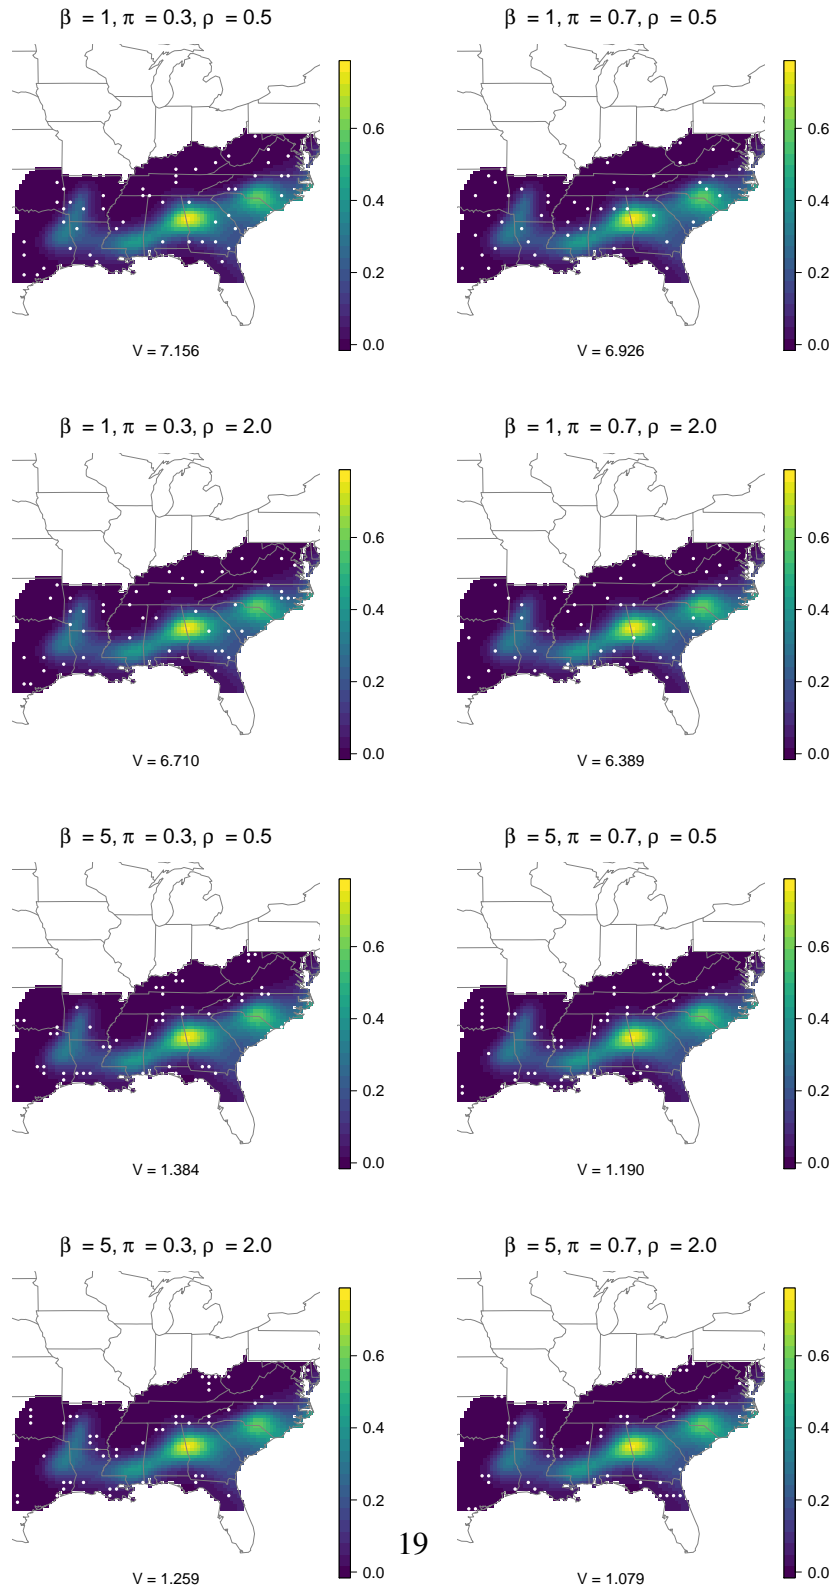 β = 1, π = 0.3, ρ = 0.5
0.6
0.4
0.2
0.0
V = 7.156
β = 1, π = 0.7, ρ = 0.5
0.6
0.4
0.2
0.0
V = 6.926
β = 1, π = 0.3, ρ = 2.0
0.6
0.4
0.2
0.0
V = 6.710
β = 1, π = 0.7, ρ = 2.0
0.6
0.4
0.2
0.0
V = 6.389
β = 5, π = 0.3, ρ = 0.5
0.6
0.4
0.2
0.0
V = 1.384
β = 5, π = 0.7, ρ = 0.5
0.6
0.4
0.2
0.0
V = 1.190
β = 5, π = 0.3, ρ = 2.0
0.6
0.4
0.2
0.0
V = 1.259
β = 5, π = 0.7, ρ = 2.0
0.6
0.4
0.2
0.0
V = 1.079
19